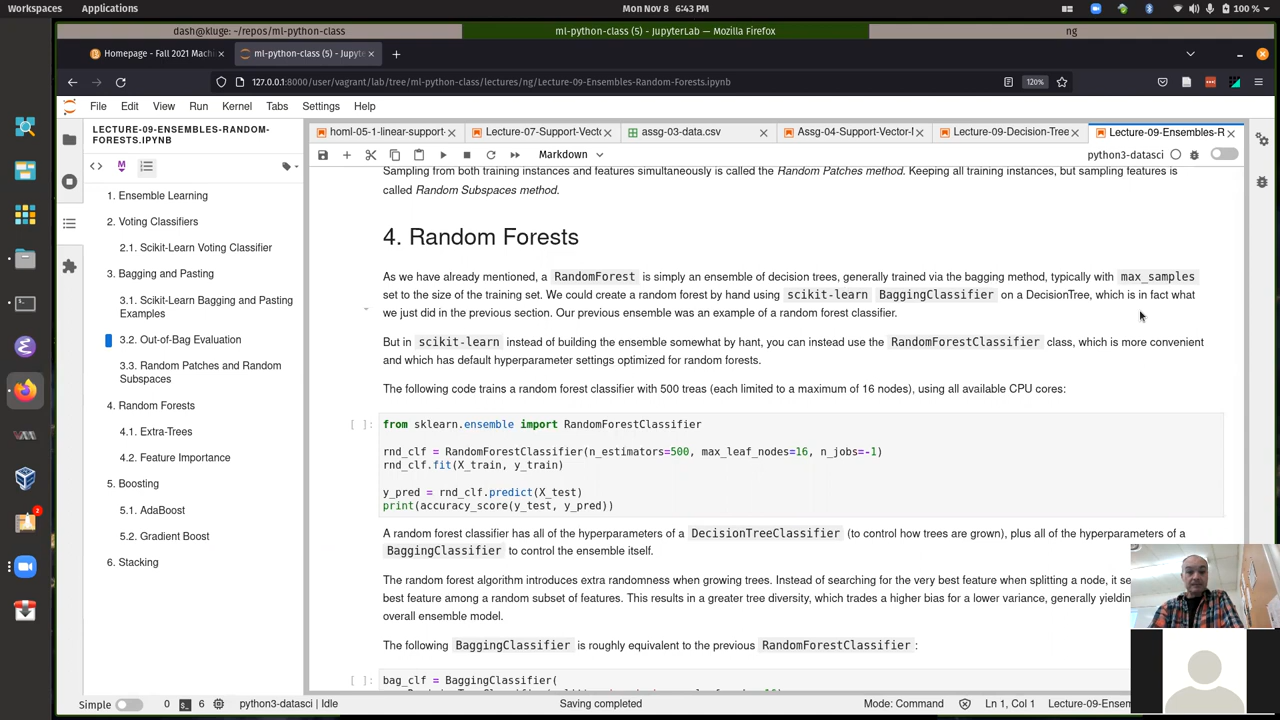 Workspaces Applications Mon Nov 8 6:43 PM 100 %
dash@kluge: ~/repos/ml-python-class ml-python-class (5) - JupyterLab — Mozilla Firefox ng
Homepage - Fall 2021 Machi ml-python-class (5) - Jupyter
127.0.0.1:8000/user/vagrant/lab/tree/ml-python-class/lectures/ng/Lecture-09-Ensembles-Random-Forests.ipynb 120%
File Edit View Run Kernel Tabs Settings Help
LECTURE-09-ENSEMBLES-RANDOM-
FORESTS.IPYNB
homl-05-1-linear-support- Lecture-07-Support-Vecto assg-03-data.csv Assg-04-Support-Vector-I Lecture-09-Decision-Tree Lecture-09-Ensembles-R
Markdown python3-datasci
1. Ensemble Learning
2. Voting Classifiers
2.1. Scikit-Learn Voting Classifier
3. Bagging and Pasting
3.1. Scikit-Learn Bagging and Pasting
Examples
3.2. Out-of-Bag Evaluation
3.3. Random Patches and Random
Subspaces
4. Random Forests
4.1. Extra-Trees
4.2. Feature Importance
5. Boosting
5.1. AdaBoost
5.2. Gradient Boost
6. Stacking
Sampling from both training instances and features simultaneously is called the Random Patches method. Keeping all training instances, but sampling features is
called Random Subspaces method.
4. Random Forests
As we have already mentioned, a RandomForest is simply an ensemble of decision trees, generally trained via the bagging method, typically with max_samples
set to the size of the training set. We could create a random forest by hand using scikit-learn BaggingClassifier on a DecisionTree, which is in fact what
we just did in the previous section. Our previous ensemble was an example of a random forest classifier.
But in scikit-learn instead of building the ensemble somewhat by hant, you can instead use the RandomForestClassifier class, which is more convenient
and which has default hyperparameter settings optimized for random forests.
The following code trains a random forest classifier with 500 treas (each limited to a maximum of 16 nodes), using all available CPU cores:
[ ]: from sklearn.ensemble import RandomForestClassifier
rnd_clf = RandomForestClassifier(n_estimators=500, max_leaf_nodes=16, n_jobs=-1)
rnd_clf.fit(X_train, y_train)
y_pred = rnd_clf.predict(X_test)
print(accuracy_score(y_test, y_pred))
A random forest classifier has all of the hyperparameters of a DecisionTreeClassifier (to control how trees are grown), plus all of the hyperparameters of a
BaggingClassifier to control the ensemble itself.
The random forest algorithm introduces extra randomness when growing trees. Instead of searching for the very best feature when splitting a node, it se
best feature among a random subset of features. This results in a greater tree diversity, which trades a higher bias for a lower variance, generally yieldin
overall ensemble model.
The following BaggingClassifier is roughly equivalent to the previous RandomForestClassifier :
[ ]: bag_clf = BaggingClassifier(
Simple 0 6 python3-datasci | Idle Saving completed Mode: Command Ln 1, Col 1 Lecture-09-Ensem